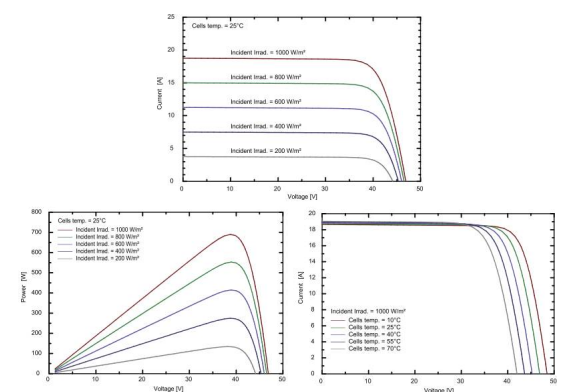 25
20
15
10
5
0
Current [A]
Cells temp. = 25°C
Incident Irrad. = 1000 W/m²
Incident Irrad. = 800 W/m²
Incident Irrad. = 600 W/m²
Incident Irrad. = 400 W/m²
Incident Irrad. = 200 W/m²
0 10 20 30 40 50
Voltage [V]
800
700
600
500
400
300
200
100
0
Power [W]
Cells temp. = 25°C
Incident Irrad. = 1000 W/m²
Incident Irrad. = 800 W/m²
Incident Irrad. = 600 W/m²
Incident Irrad. = 400 W/m²
Incident Irrad. = 200 W/m²
0 10 20 30 40 50
Voltage [V]
20
18
16
14
12
10
8
6
4
2
0
Current [A]
Incident Irrad. = 1000 W/m²
Cells temp. = 10°C
Cells temp. = 25°C
Cells temp. = 40°C
Cells temp. = 55°C
Cells temp. = 70°C
0 10 20 30 40 50
Voltage [V]